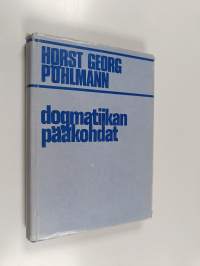 HORST GEORG
PÖHLMANN
dogmatiikan
pääkohdat